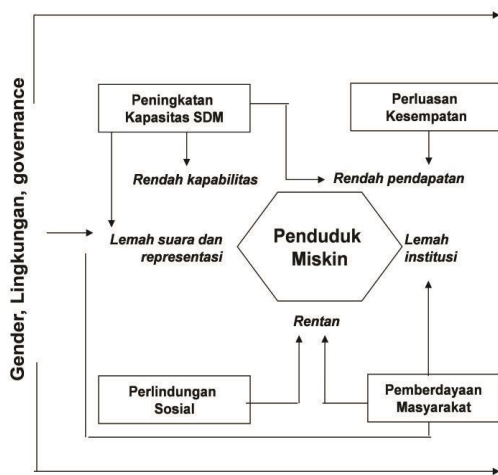 Gender, Lingkungan, governance
Peningkatan
Kapasitas SDM
Perluasan
Kesempatan
Rendah kapabilitas
Rendah pendapatan
Lemah suara dan
representasi
Penduduk
Miskin
Lemah
institusi
Rentan
Perlindungan
Sosial
Pemberdayaan
Masyarakat